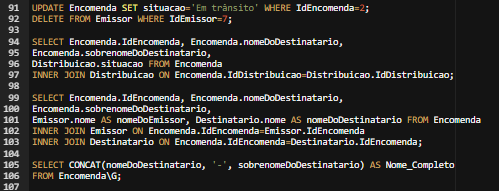 91 UPDATE Encomenda SET situacao='Em trânsito' WHERE IdEncomenda=2;
92 DELETE FROM Emissor WHERE IdEmissor=7;
93
94 SELECT Encomenda.IdEncomenda, Encomenda.nomeDoDestinatario,
95 Encomenda.sobrenomeDoDestinatario,
96 Distribuicao.situacao FROM Encomenda
97 INNER JOIN Distribuicao ON Encomenda.IdDistribuicao=Distribuicao.IdDistribuicao;
98
99 SELECT Encomenda.IdEncomenda, Encomenda.nomeDoDestinatario,
100 Encomenda.sobrenomeDoDestinatario,
101 Emissor.nome AS nomeDoEmissor, Destinatario.nome AS nomeDoDestinatario FROM Encomenda
102 INNER JOIN Emissor ON Encomenda.IdEncomenda=Emissor.IdEncomenda
103 INNER JOIN Destinatario ON Encomenda.IdEncomenda=Destinatario.IdEncomenda;
104
105 SELECT CONCAT(nomeDoDestinatario, '-', sobrenomeDoDestinatario) AS Nome_Completo
106 FROM Encomenda\G;
107